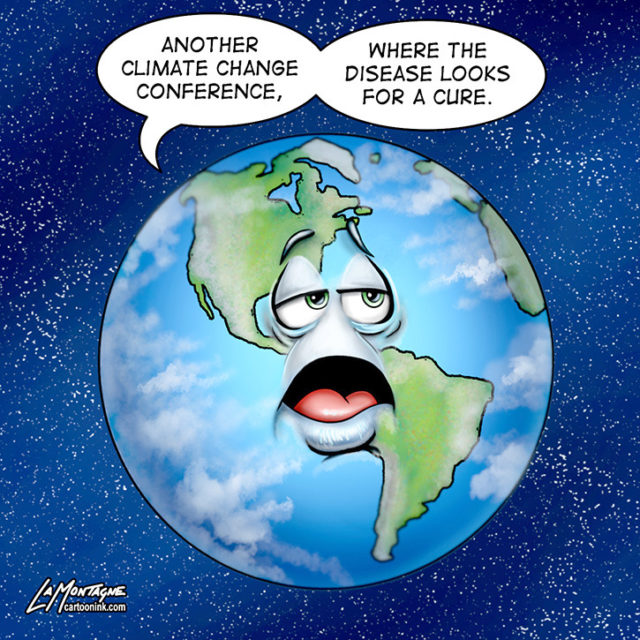 ANOTHER
CLIMATE CHANGE
CONFERENCE,
WHERE THE
DISEASE LOOKS
FOR A CURE.
LA MONTAGNE
cartoonink.com